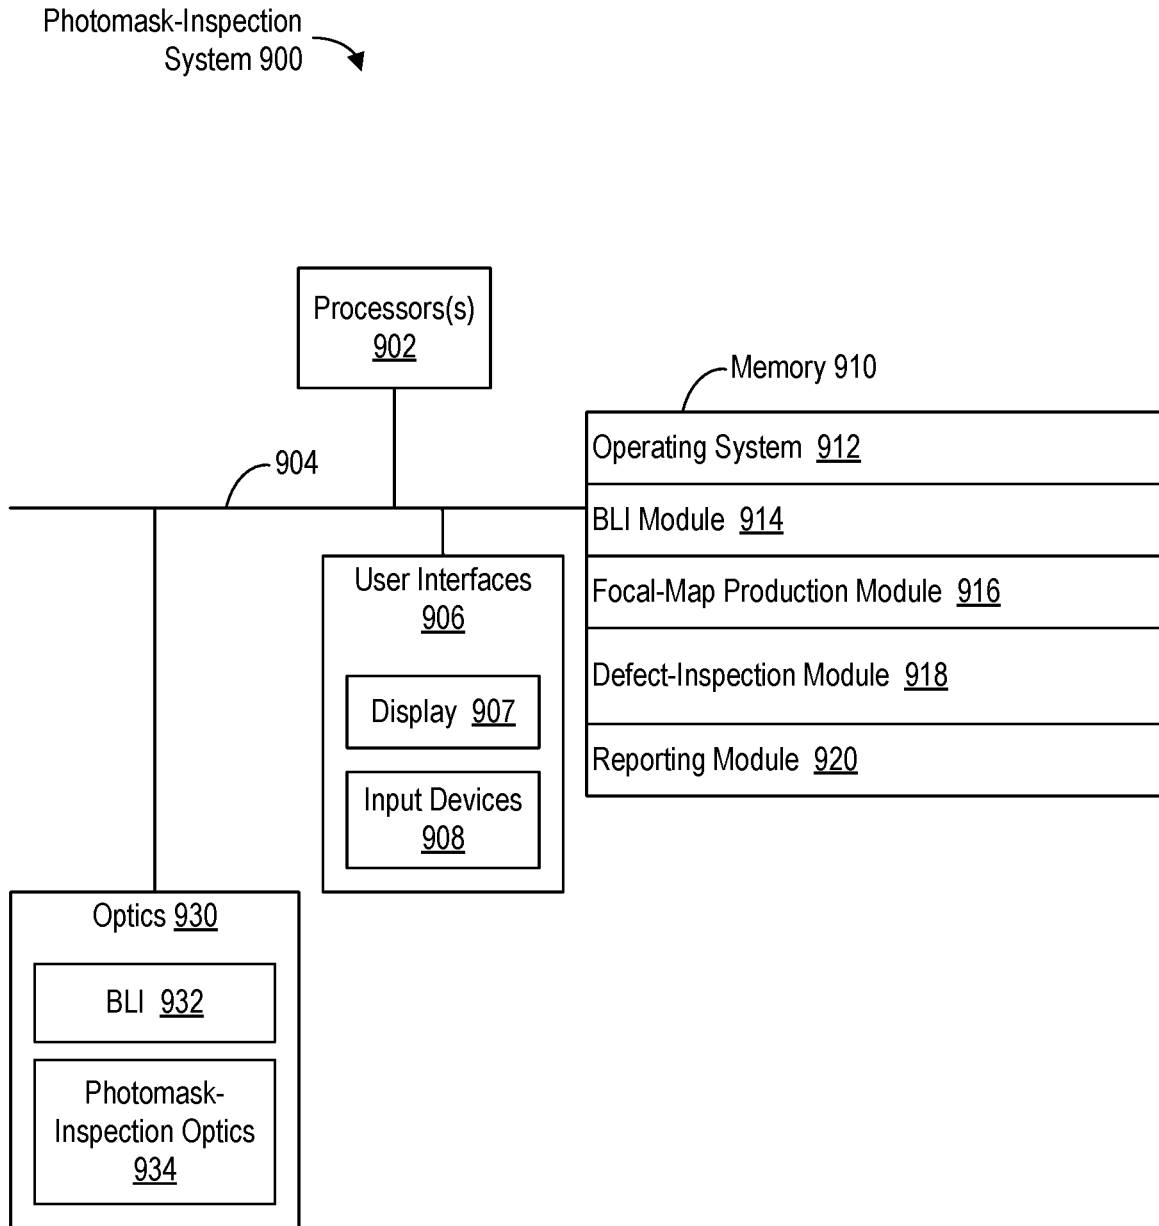 Photomask-Inspection
System 900
Processors(s)
902
Memory 910
Operating System 912
904
BLI Module 914
User Interfaces
906
Focal-Map Production Module 916
Defect-Inspection Module 918
Display 907
Reporting Module 920
Input Devices
908
Optics 930
BLI 932
Photomask-
Inspection Optics
934